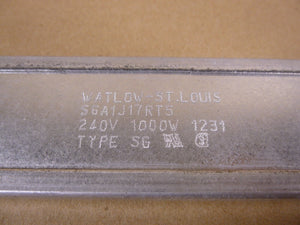 WATLOW-ST.LOUIS
SGA1J17RT5
240V 1000W 1231
TYPE SG